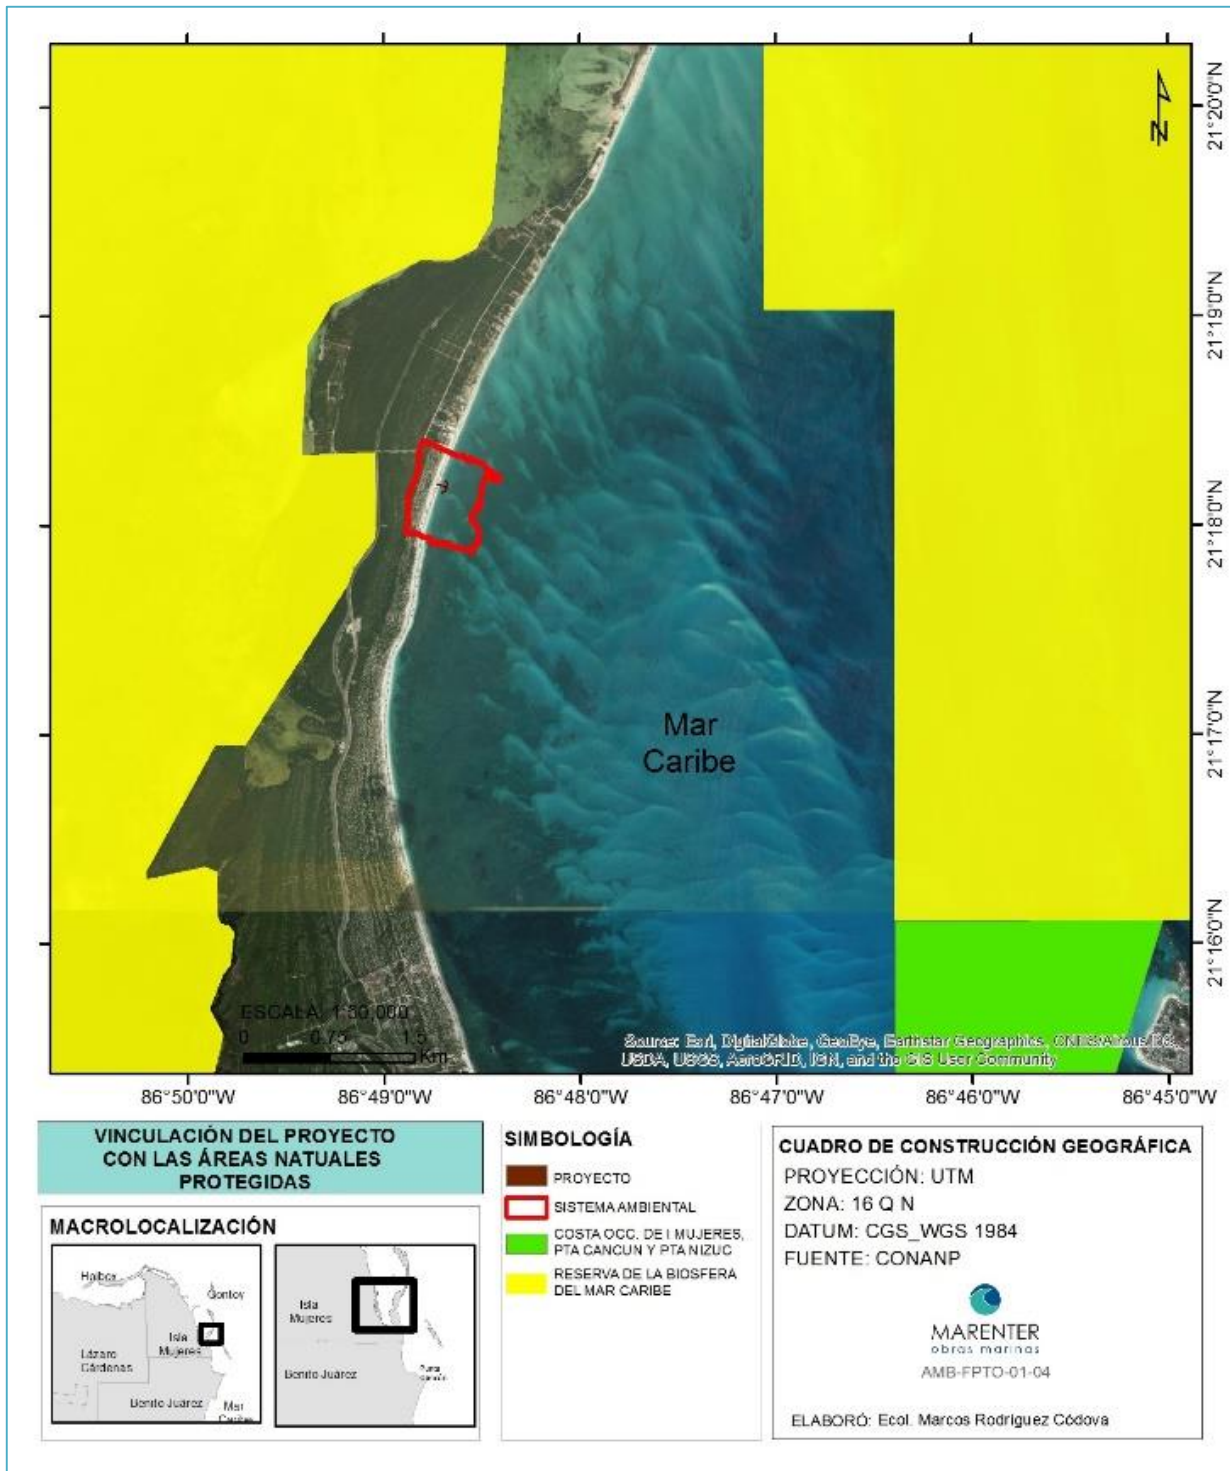 N
21°20'0"N
21°19'0"N
21°18'0"N
21°17'0"N
21°16'0"N
Mar
Caribe
ESCALA: 1:30,000
0 0.75 1.5
Km
Source: Esri, DigitalGlobe, GeoEye, Earthstar Geographics, CNES/Airbus DS,
USDA, USGS, AeroGRID, IGN, and the GIS User Community
86°50'0"W 86°49'0"W 86°48'0"W 86°47'0"W 86°46'0"W 86°45'0"W
VINCULACIÓN DEL PROYECTO
CON LAS ÁREAS NATUALES
PROTEGIDAS
MACROLOCALIZACIÓN
Holbox
Contoy
Isla
Mujeres
Lázaro
Cárdenas
Benito Juárez
Mar
Caribe
Isla
Mujeres
Benito Juárez
Punta
SIMBOLOGÍA
PROYECTO
SISTEMA AMBIENTAL
COSTA OCC. DE I MUJERES,
PTA CANCUN Y PTA NIZUC
RESERVA DE LA BIOSFERA
DEL MAR CARIBE
CUADRO DE CONSTRUCCIÓN GEOGRÁFICA
PROYECCIÓN: UTM
ZONA: 16 Q N
DATUM: CGS_WGS 1984
FUENTE: CONANP
MARENTER
obras marinas
AMB-FPTO-01-04
ELABORÓ: Ecol. Marcos Rodríguez Códova